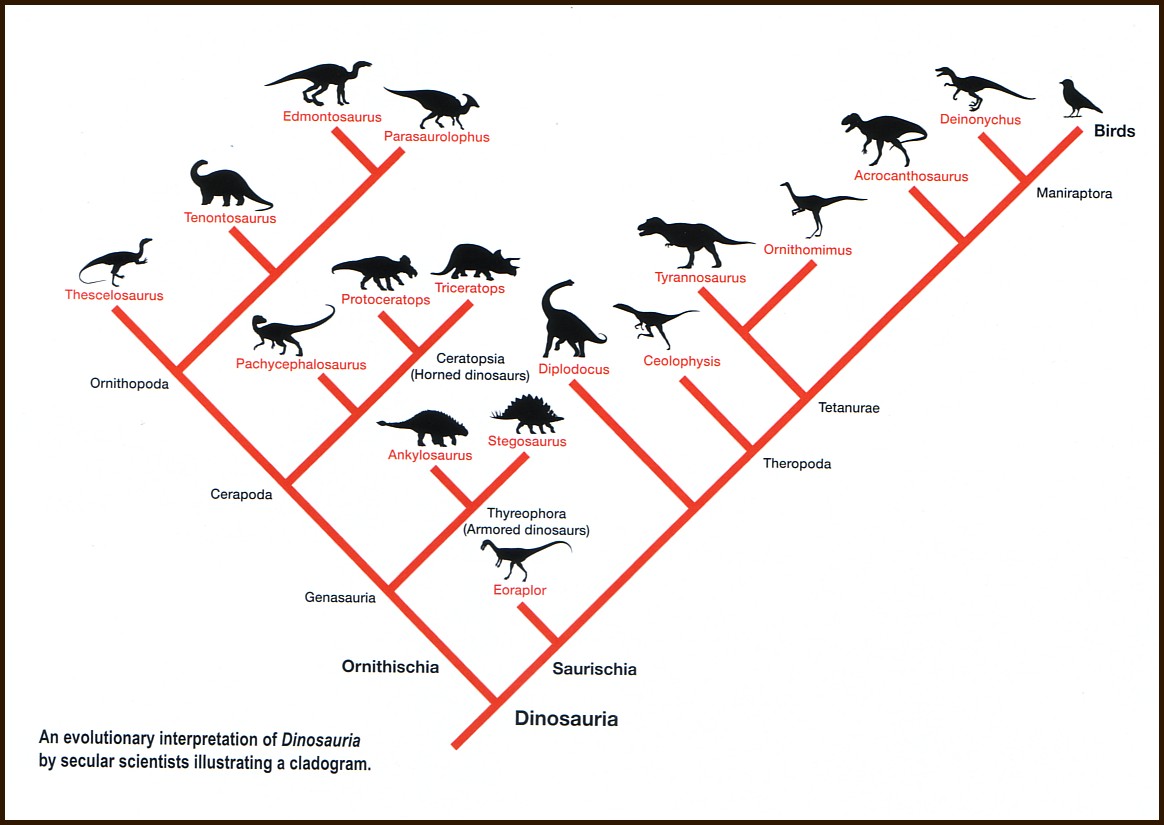 Edmontosaurus
Parasaurolophus
Deinonychus
Birds
Acrocanthosaurus
Maniraptora
Tenontosaurus
Ornithomimus
Tyrannosaurus
Thescelosaurus
Protoceratops
Triceratops
Pachycephalosaurus
Ceratopsia
(Horned dinosaurs)
Diplodocus
Ceolophysis
Ornithopoda
Tetanurae
Ankylosaurus
Stegosaurus
Theropoda
Cerapoda
Thyreophora
(Armored dinosaurs)
Eoraplor
Genasauria
Ornithischia
Saurischia
Dinosauria
An evolutionary interpretation of Dinosauria
by secular scientists illustrating a cladogram.